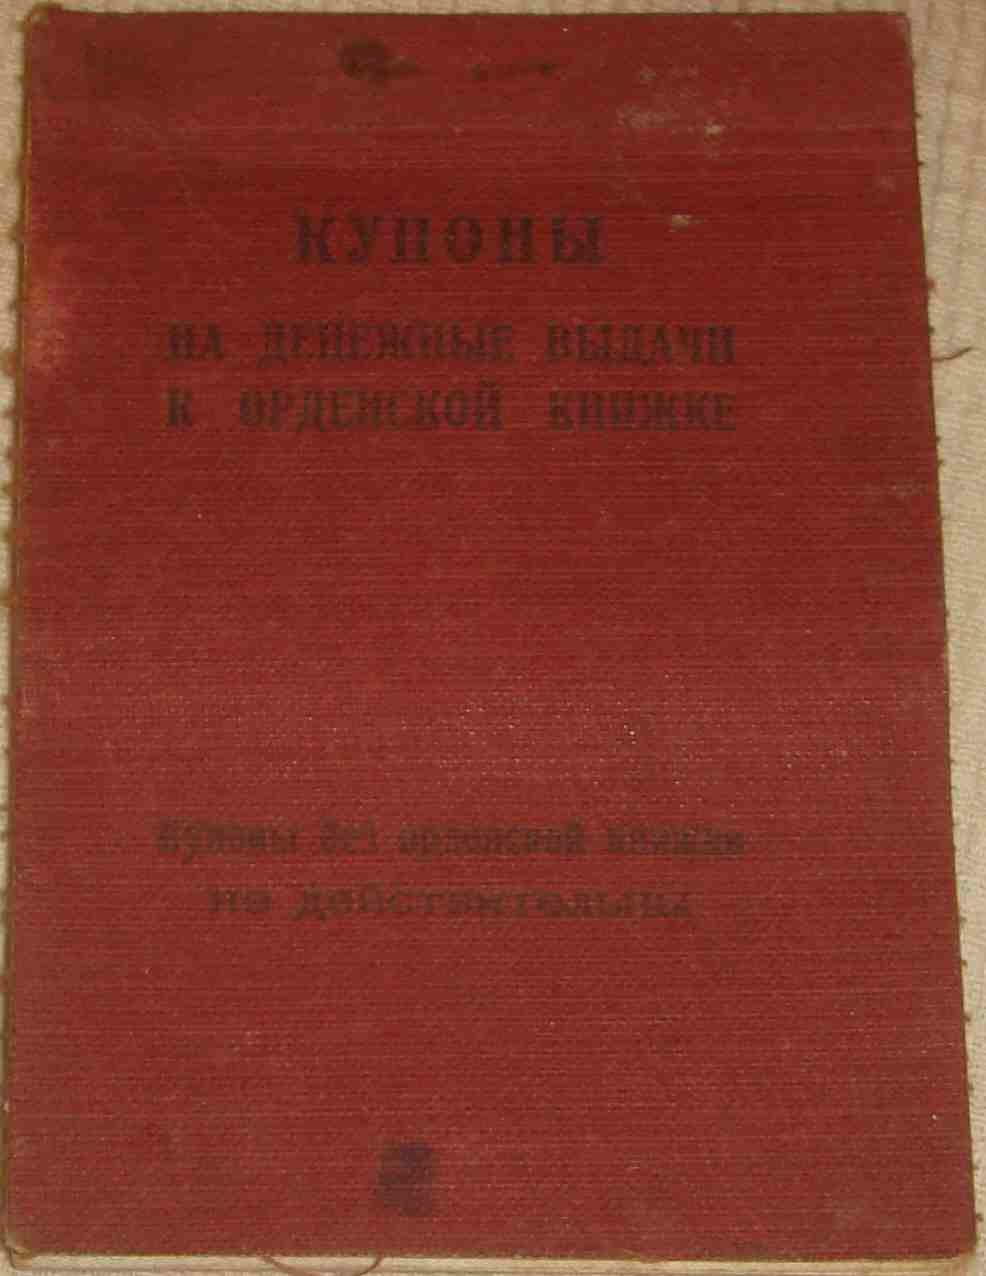 КУПОНЫ
НА ДЕНЕЖНЫЕ ВЫДАЧИ
К ОРДЕНСКОЙ КНИЖКЕ
Купоны без орденской книжки
не действительны